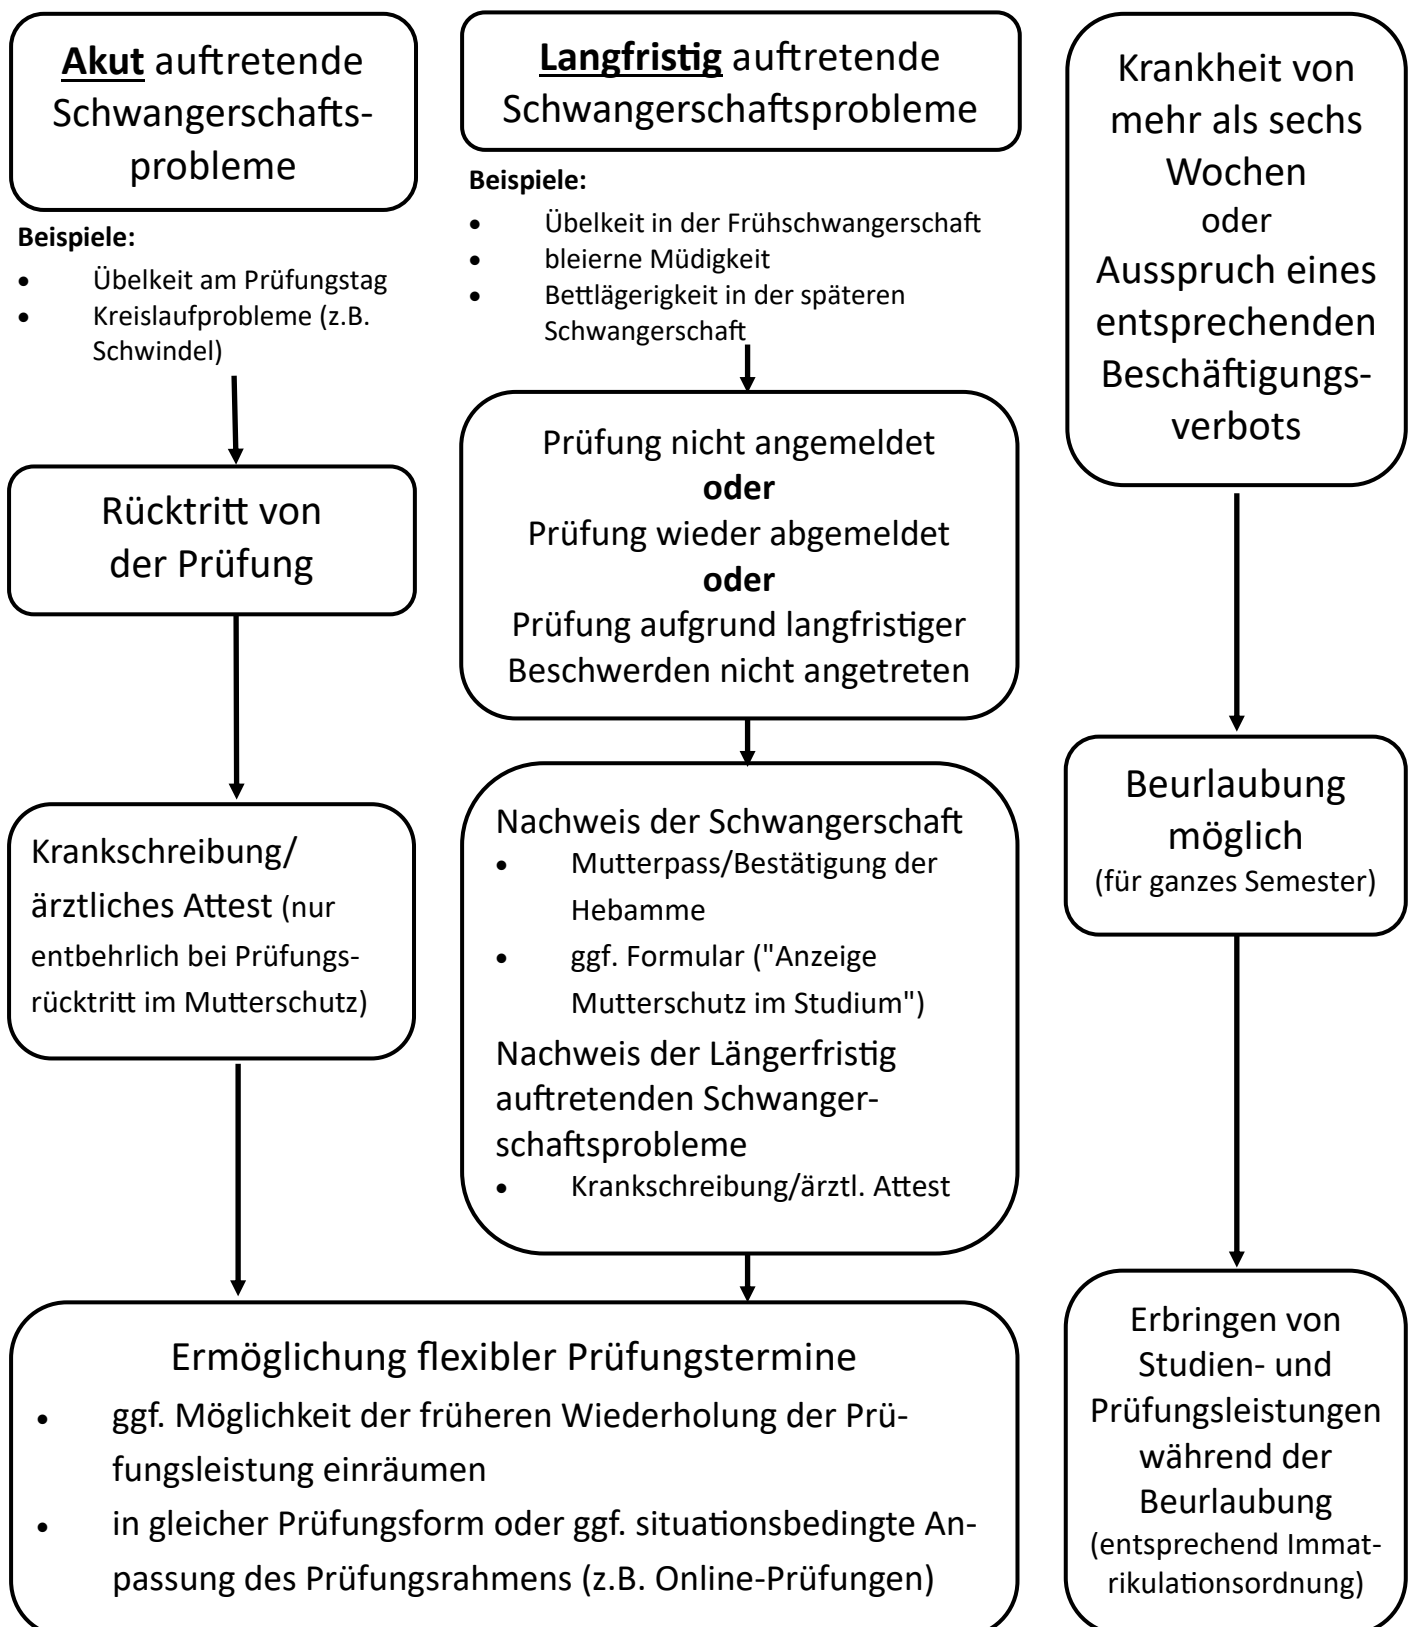 Akut auftretende
Schwangerschafts-
probleme
Beispiele:
• Übelkeit am Prüfungstag
• Kreislaufprobleme (z.B.
Schwindel)
Rücktritt von
der Prüfung
Krankschreibung/
ärztliches Attest (nur
entbehrlich bei Prüfungs-
rücktritt im Mutterschutz)
Langfristig auftretende
Schwangerschaftsprobleme
Beispiele:
• Übelkeit in der Frühschwangerschaft
• bleierne Müdigkeit
• Bettlägerigkeit in der späteren
Schwangerschaft
Prüfung nicht angemeldet
oder
Prüfung wieder abgemeldet
oder
Prüfung aufgrund langfristiger
Beschwerden nicht angetreten
Nachweis der Schwangerschaft
• Mutterpass/Bestätigung der
Hebamme
• ggf. Formular ("Anzeige
Mutterschutz im Studium")
Nachweis der Längerfristig
auftretenden Schwanger-
schaftsprobleme
• Krankschreibung/ärztl. Attest
Ermöglichung flexibler Prüfungstermine
• ggf. Möglichkeit der früheren Wiederholung der Prü-
fungsleistung einräumen
• in gleicher Prüfungsform oder ggf. situationsbedingte An-
passung des Prüfungsrahmens (z.B. Online-Prüfungen)
Krankheit von
mehr als sechs
Wochen
oder
Ausspruch eines
entsprechenden
Beschäftigungs-
verbots
Beurlaubung
möglich
(für ganzes Semester)
Erbringen von
Studien- und
Prüfungsleistungen
während der
Beurlaubung
(entsprechend Immat-
rikulationsordnung)